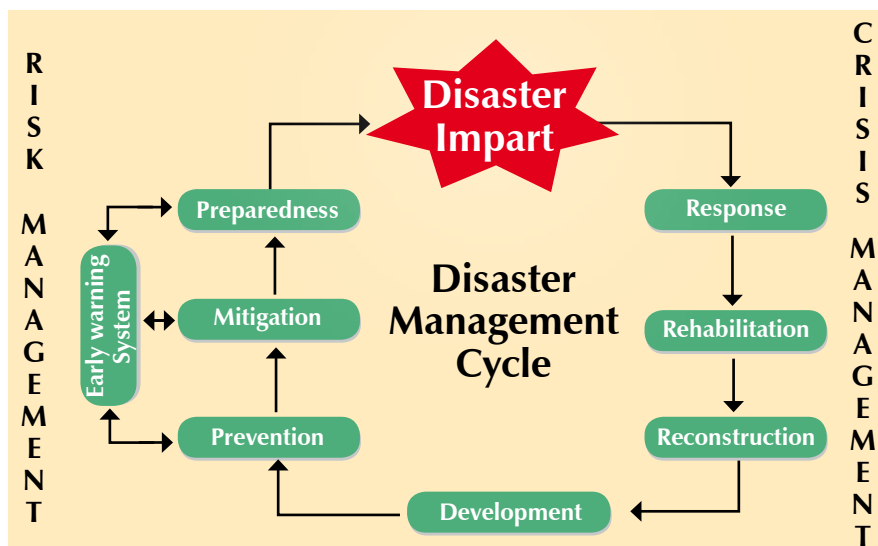 RISK MANAGEMENT
CRISIS MANAGEMENT
Disaster
Impart
Preparedness
Response
Early warning
System
Mitigation
Disaster
Management
Cycle
Rehabilitation
Prevention
Reconstruction
Development